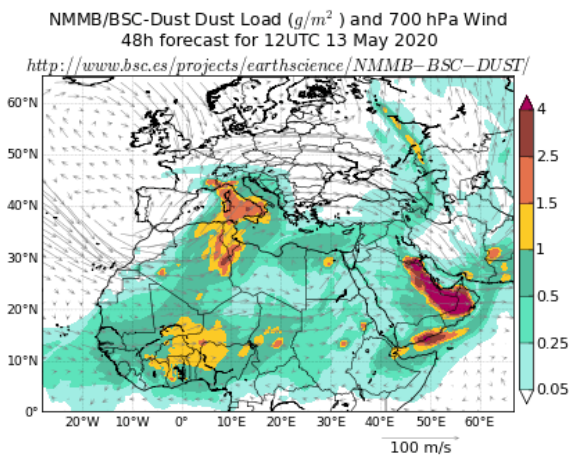 NMMB/BSC-Dust Dust Load (g/m² ) and 700 hPa Wind
48h forecast for 12UTC 13 May 2020
http://www.bsc.es/projects/earthscience/NMMB−BSC−DUST/
60°N
50°N
40°N
30°N
20°N
10°N
0°
20°W 10°W 0° 10°E 20°E 30°E 40°E 50°E 60°E
4
2.5
1.5
1
0.5
0.25
0.05
100 m/s